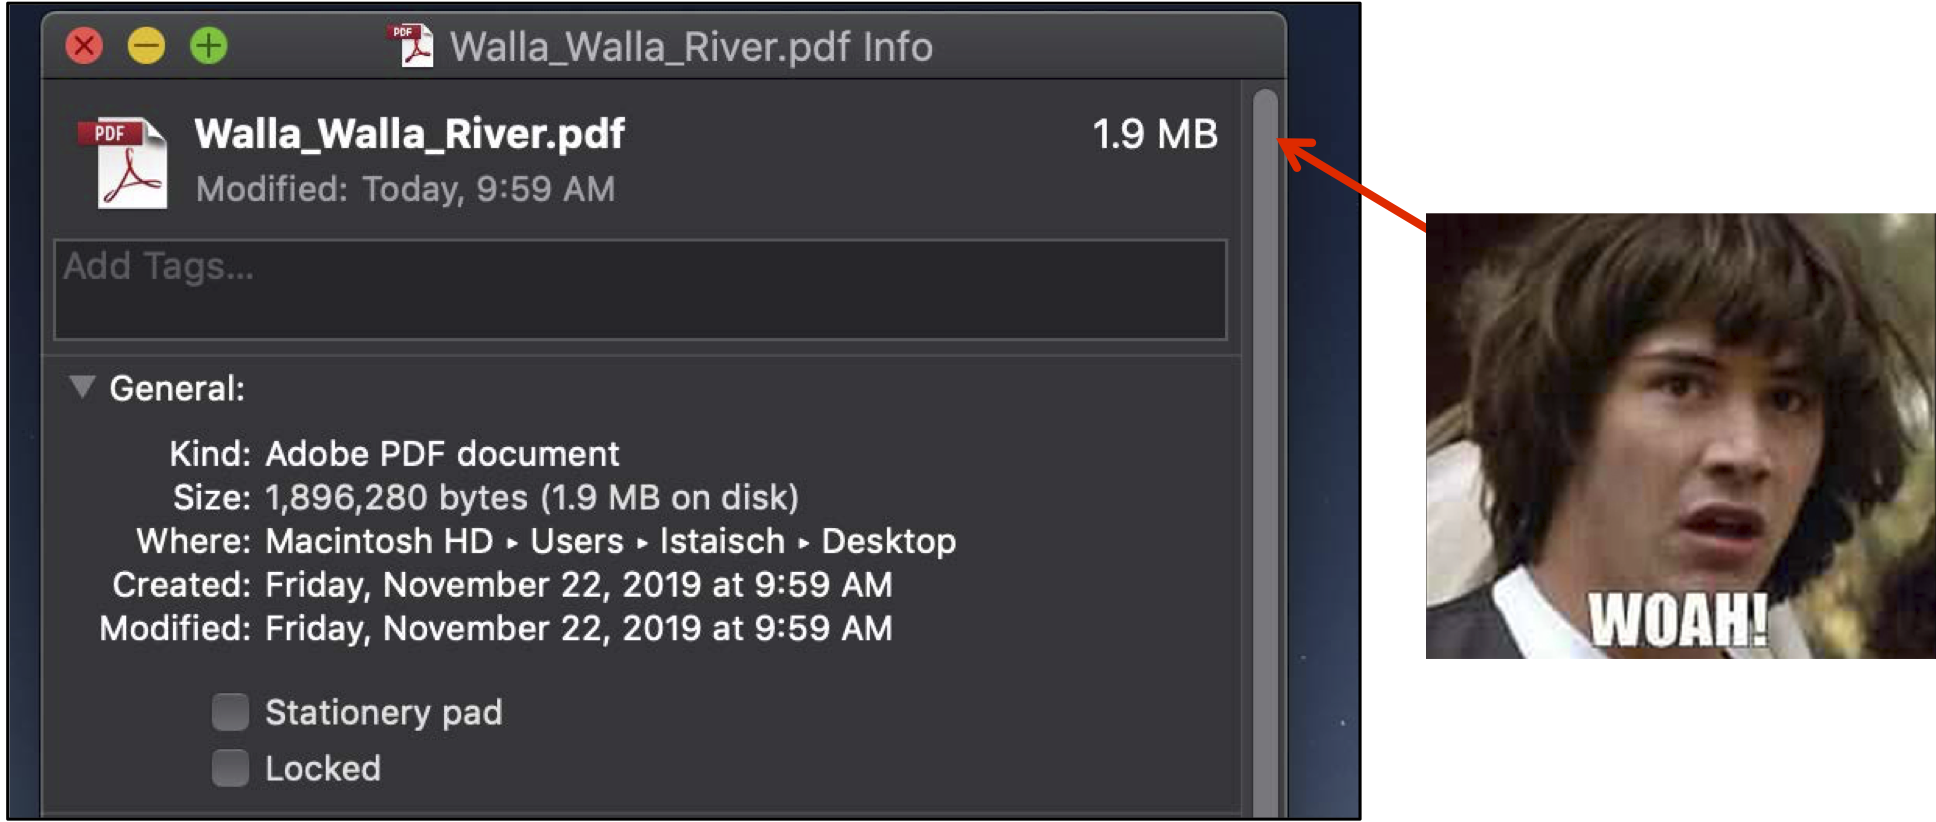 PDF Walla_Walla_River.pdf Info
PDF Walla_Walla_River.pdf 1.9 MB
Modified: Today, 9:59 AM
Add Tags...
General:
Kind: Adobe PDF document
Size: 1,896,280 bytes (1.9 MB on disk)
Where: Macintosh HD ▸ Users ▸ lstaisch ▸ Desktop
Created: Friday, November 22, 2019 at 9:59 AM
Modified: Friday, November 22, 2019 at 9:59 AM
Stationery pad
Locked
WOAH!